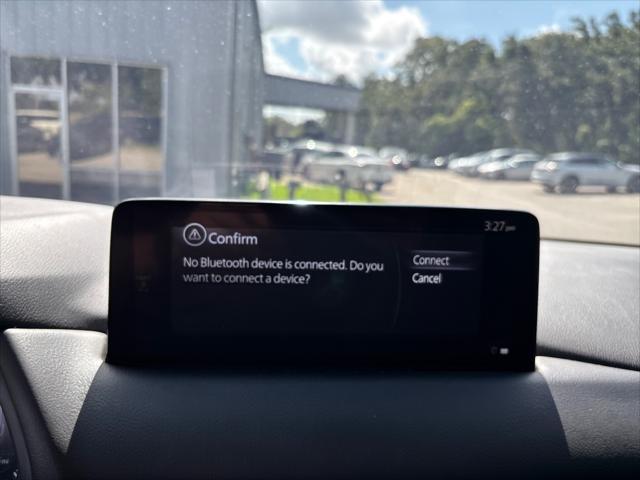 3:27 pm
Confirm
No Bluetooth device is connected. Do you
want to connect a device?
Connect
Cancel